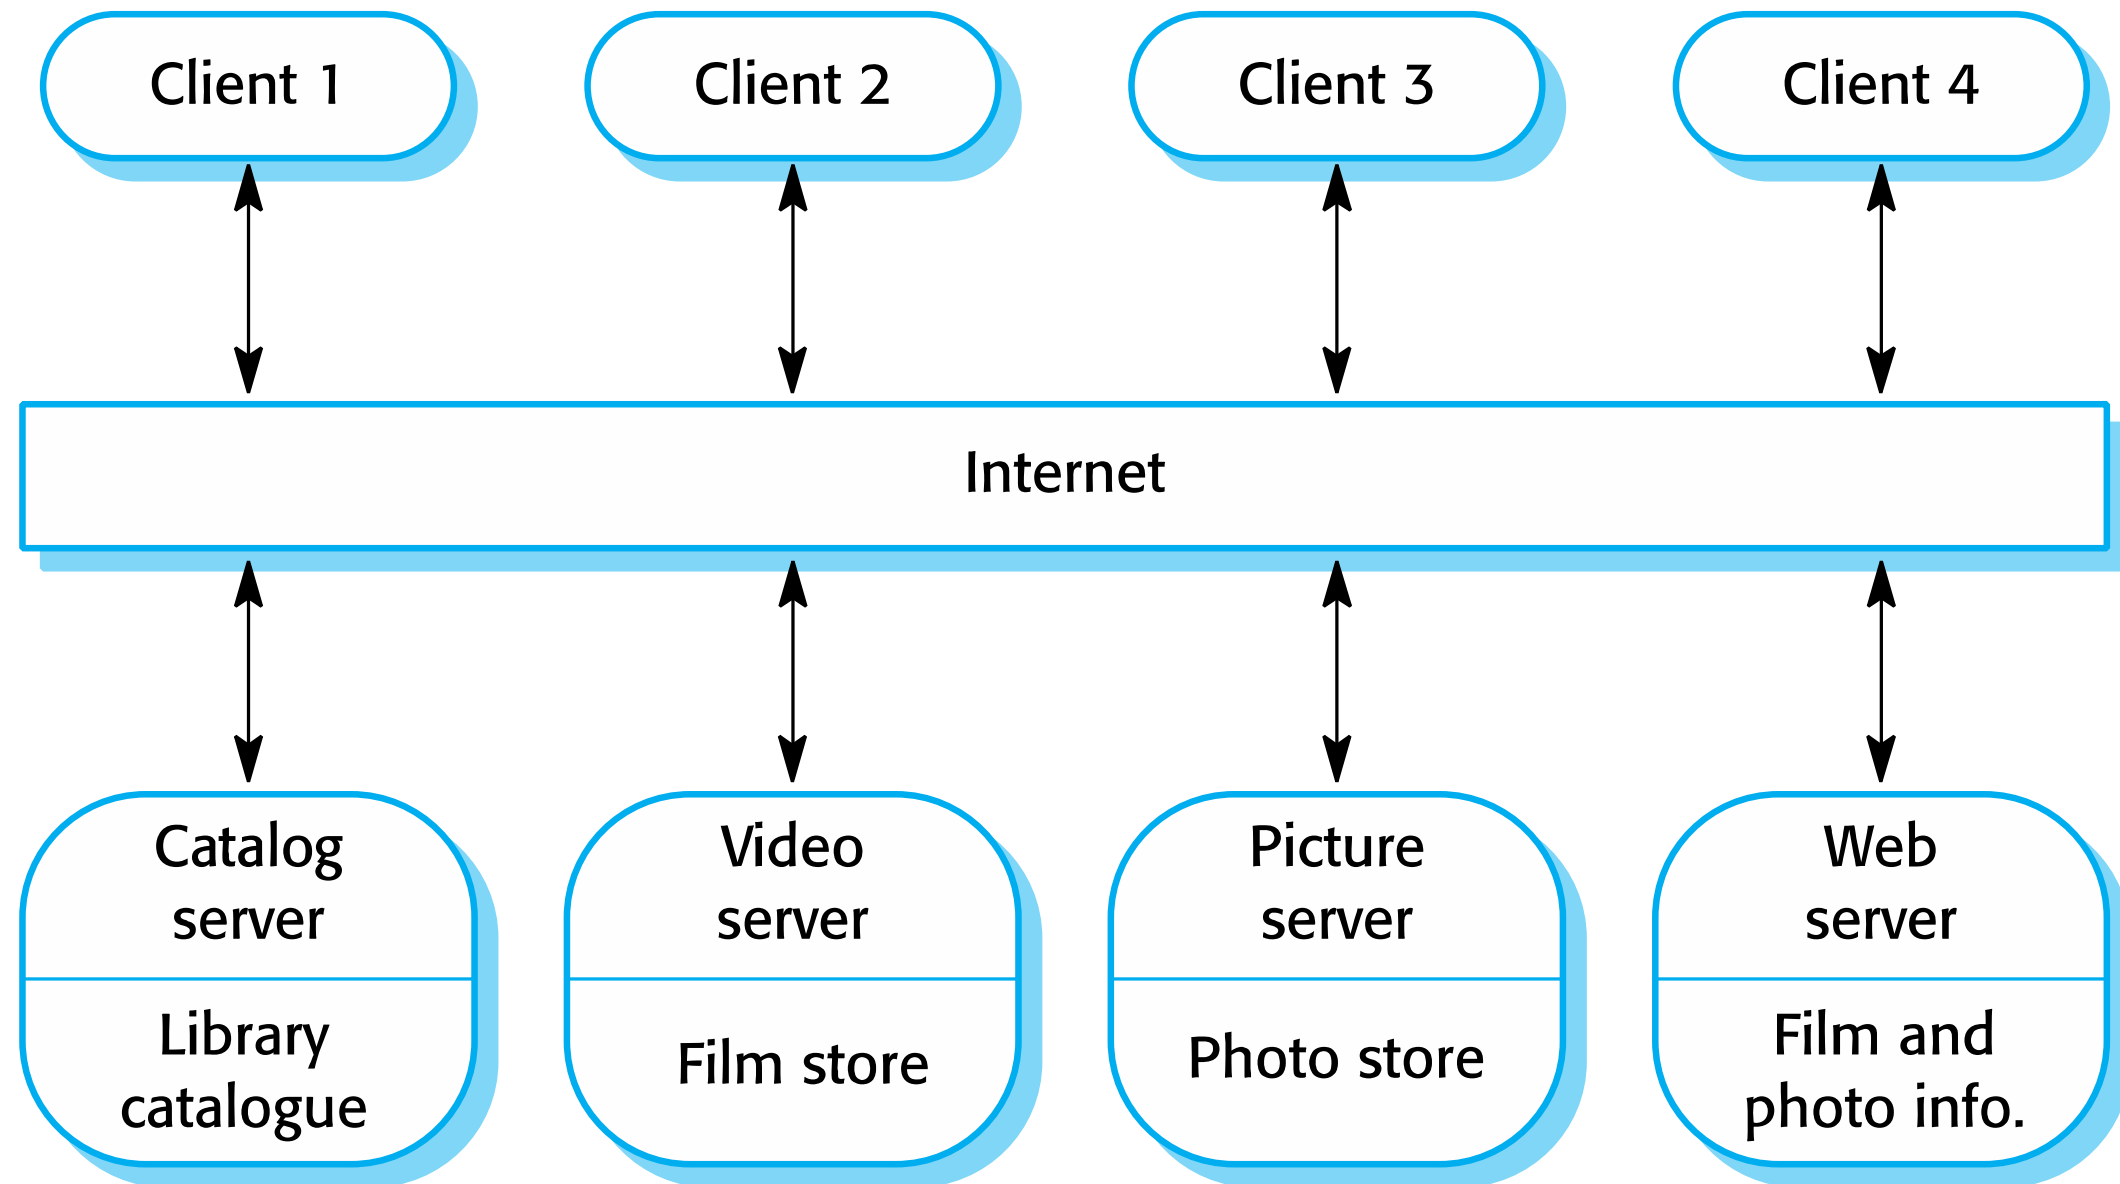 Client 1
Client 2
Client 3
Client 4
Internet
Catalog
server
Library
catalogue
Video
server
Film store
Picture
server
Photo store
Web
server
Film and
photo info.